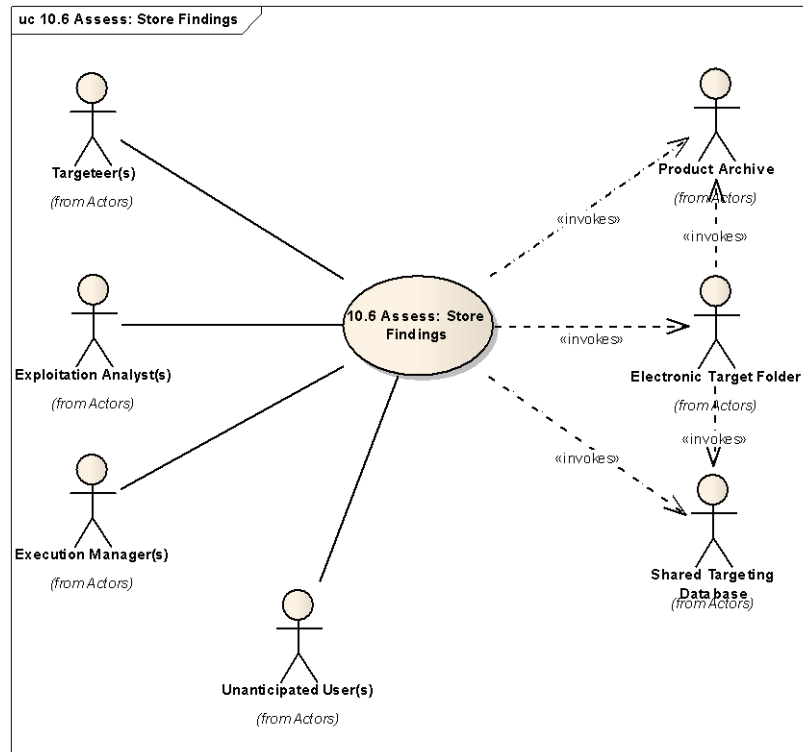 uc 10.6 Assess: Store Findings
Targeteer(s)
(from Actors)
Product Archive
(from Actors)
«invokes»
«invokes»
10.6 Assess: Store
Findings
«invokes»
Exploitation Analyst(s)
(from Actors)
Electronic Target Folder
(from Actors)
«invokes»
«invokes»
Execution Manager(s)
(from Actors)
Shared Targeting
Database
(from Actors)
Unanticipated User(s)
(from Actors)